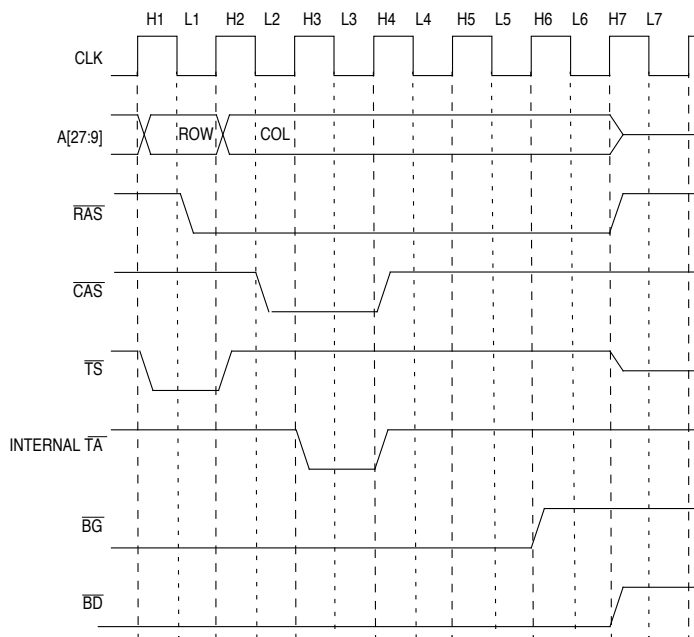 H1 L1 H2 L2 H3 L3 H4 L4 H5 L5 H6 L6 H7 L7
CLK
A[27:9] ROW COL
RAS
CAS
TS
INTERNAL TA
BG
BD